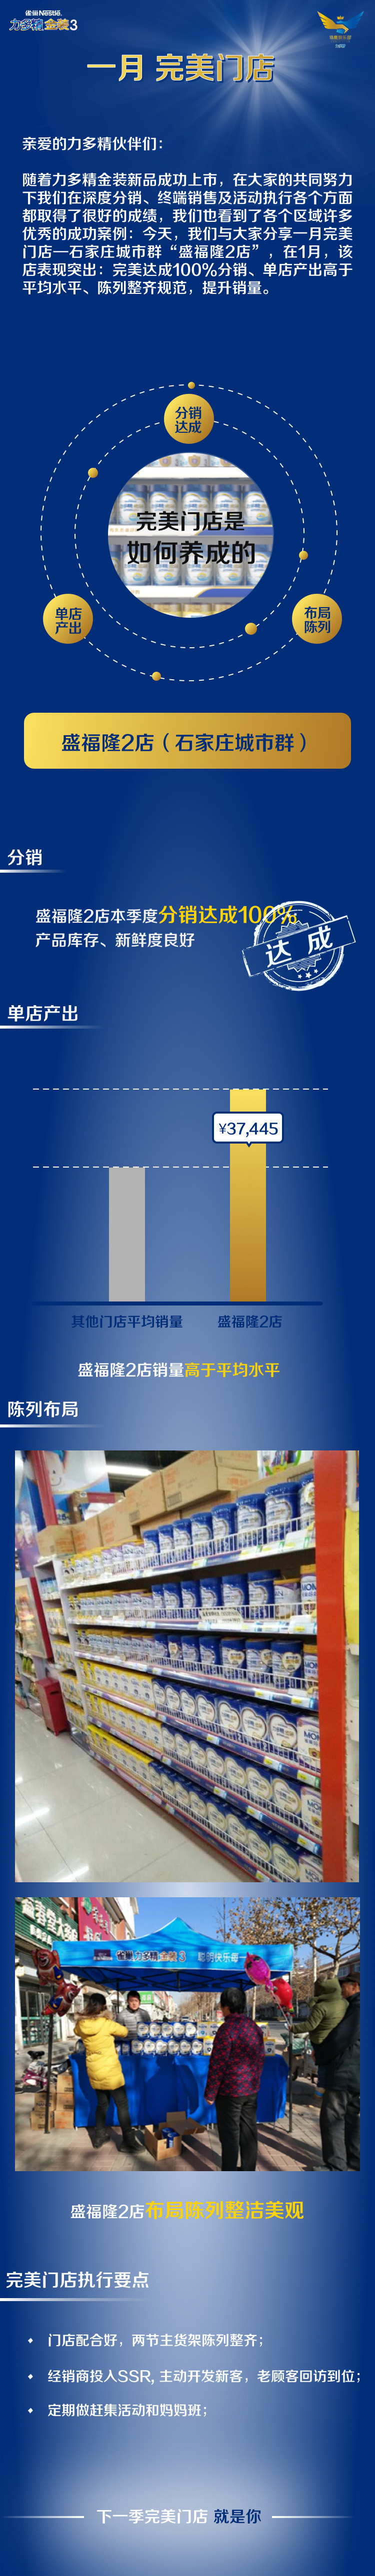 雀巢 Nestlé
力多精金装3
一月 完美门店
亲爱的力多精伙伴们：
随着力多精金装新品成功上市，在大家的共同努力
下我们在深度分销、终端销售及活动执行各个方面
都取得了很好的成绩，我们也看到了各个区域许多
优秀的成功案例：今天，我们与大家分享一月完美
门店—石家庄城市群“盛福隆2店”，在1月，该
店表现突出：完美达成100%分销、单店产出高于
平均水平、陈列整齐规范，提升销量。
分销
达成
完美门店是
如何养成的
单店
产出
布局
陈列
盛福隆2店（石家庄城市群）
分销
盛福隆2店本季度分销达成100%
产品库存、新鲜度良好
达成
单店产出
¥37,445
其他门店平均销量
盛福隆2店
盛福隆2店销量高于平均水平
陈列布局
雀巢力多精金装3
盛福隆2店布局陈列整洁美观
完美门店执行要点
门店配合好，两节主货架陈列整齐；
经销商投入SSR, 主动开发新客，老顾客回访到位；
定期做赶集活动和妈妈班；
下一季完美门店 就是你